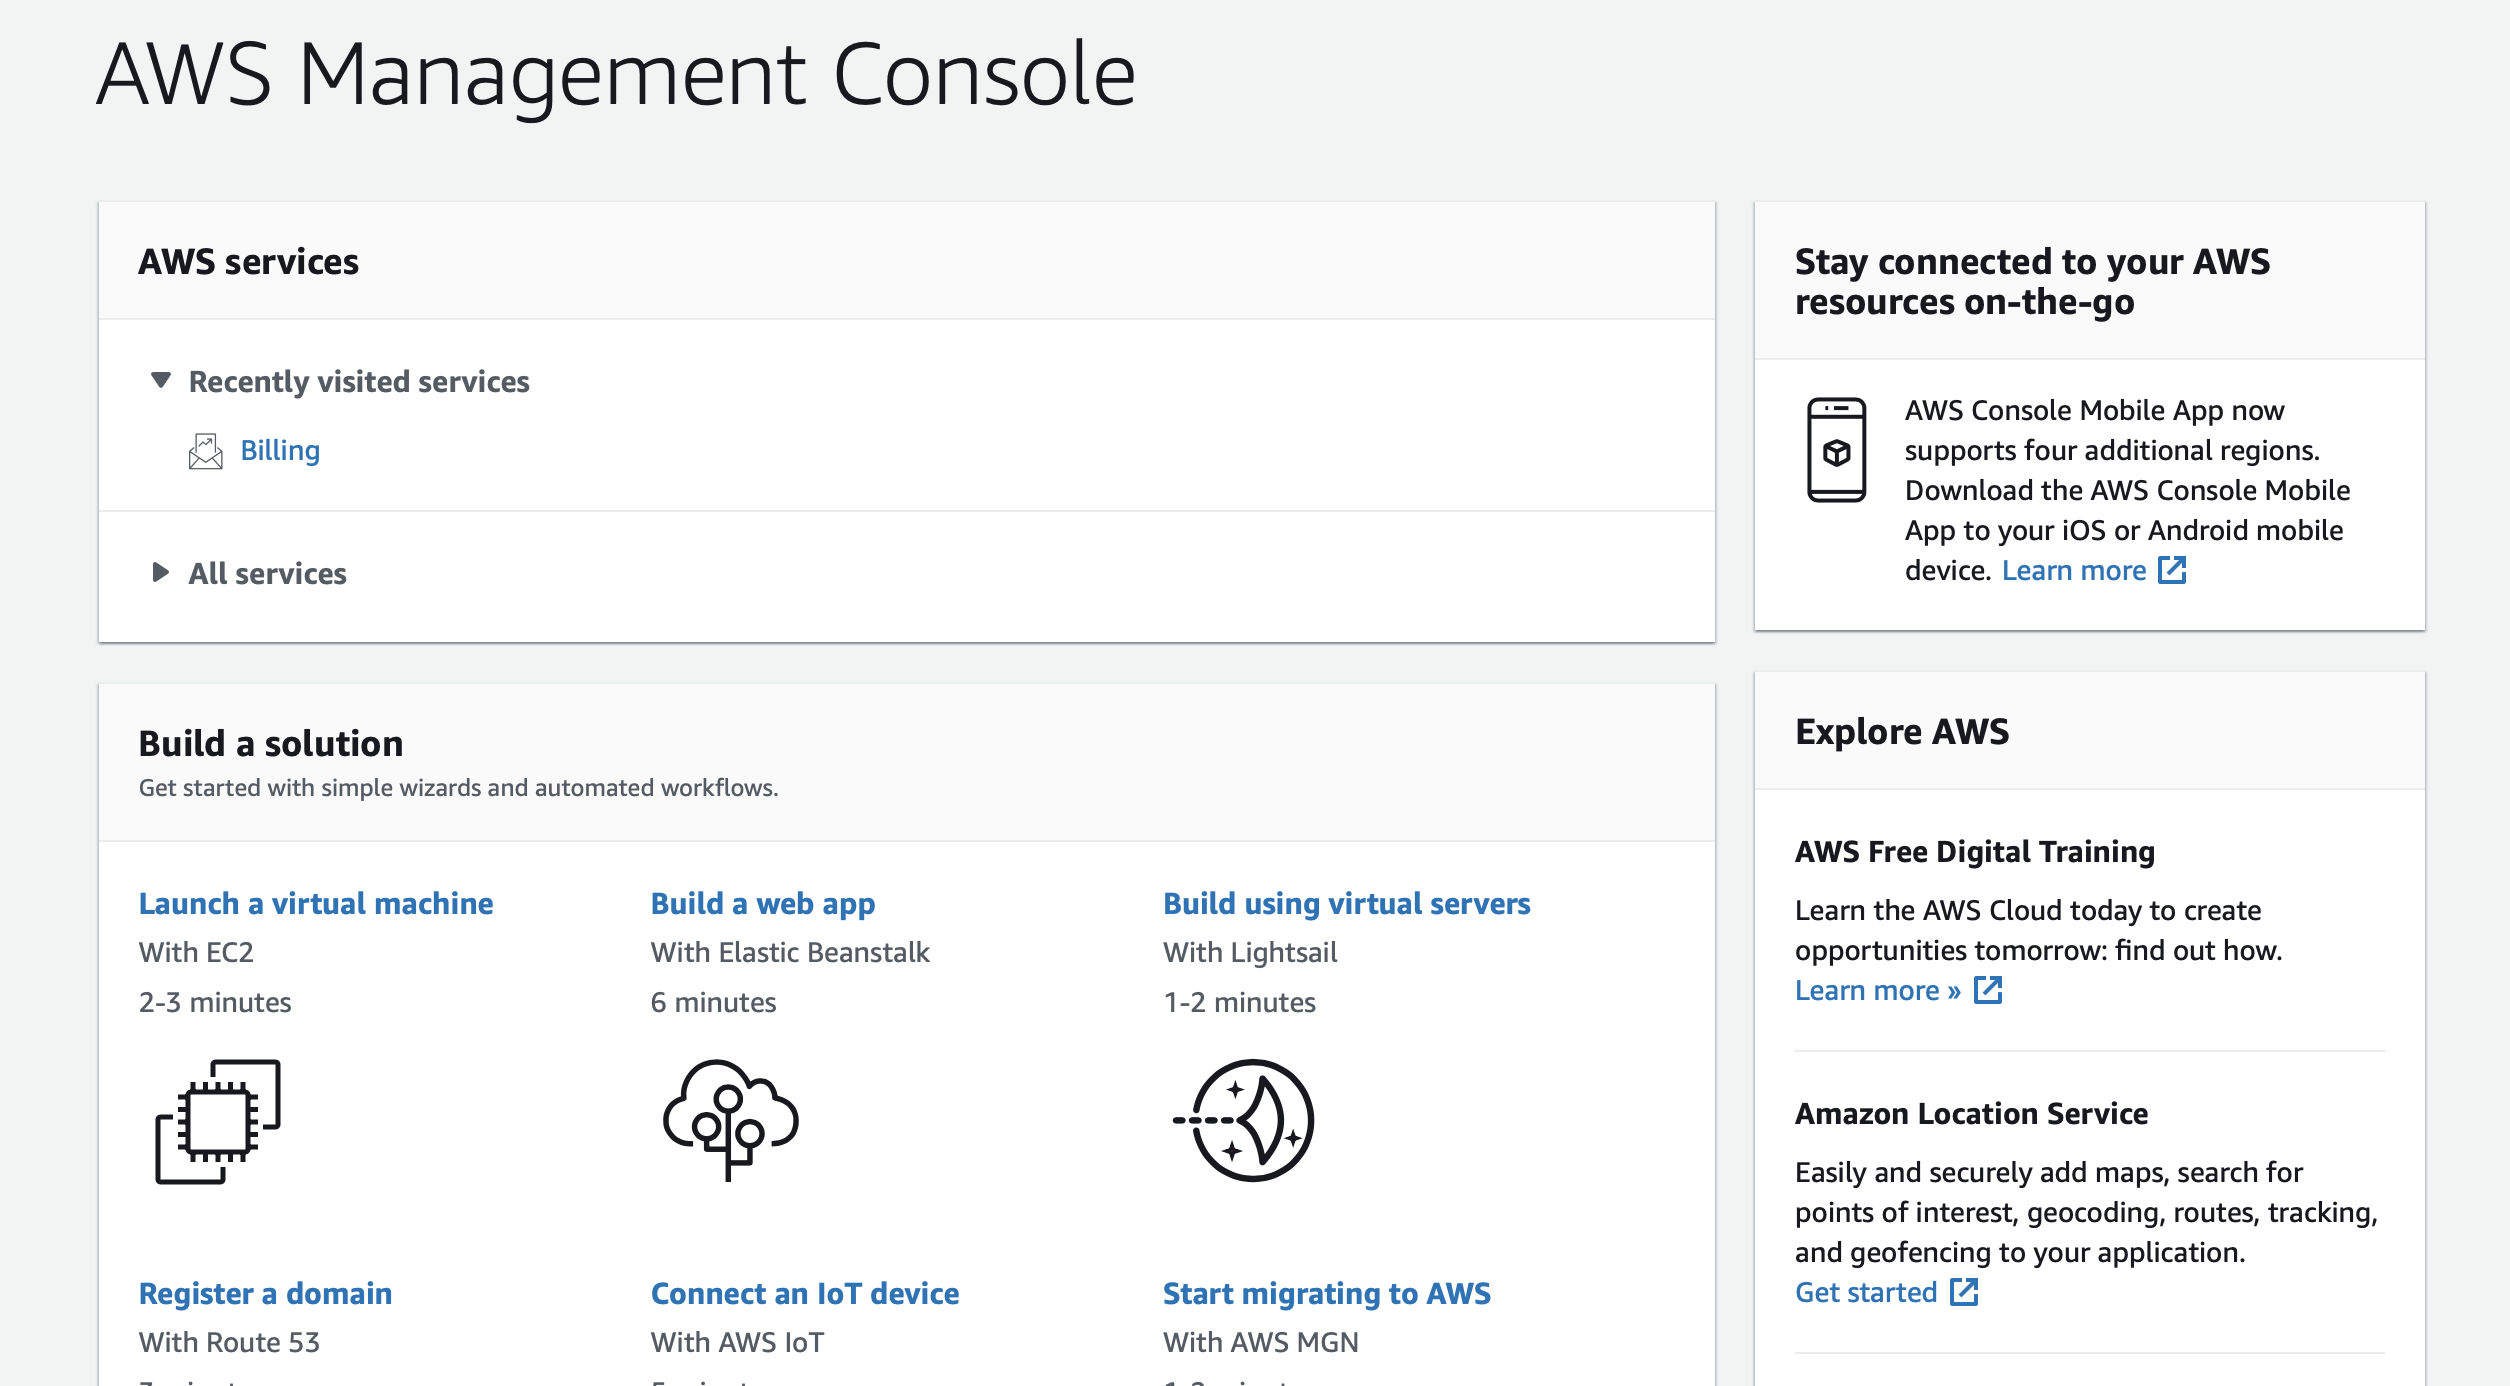 AWS Management Console
AWS services
Recently visited services
Billing
All services
Build a solution
Get started with simple wizards and automated workflows.
Launch a virtual machine
With EC2
2-3 minutes
Build a web app
With Elastic Beanstalk
6 minutes
Build using virtual servers
With Lightsail
1-2 minutes
Register a domain
With Route 53
Connect an IoT device
With AWS IoT
Start migrating to AWS
With AWS MGN
Stay connected to your AWS
resources on-the-go
AWS Console Mobile App now
supports four additional regions.
Download the AWS Console Mobile
App to your iOS or Android mobile
device. Learn more
Explore AWS
AWS Free Digital Training
Learn the AWS Cloud today to create
opportunities tomorrow: find out how.
Learn more »
Amazon Location Service
Easily and securely add maps, search for
points of interest, geocoding, routes, tracking,
and geofencing to your application.
Get started